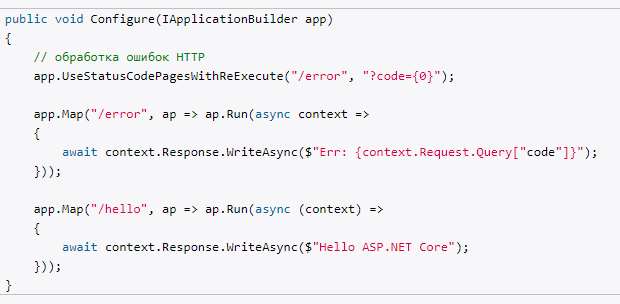 public void Configure(IApplicationBuilder app)
{
    // обработка ошибок HTTP
    app.UseStatusCodePagesWithReExecute("/error", "?code={0}");

    app.Map("/error", ap => ap.Run(async context =>
    {
        await context.Response.WriteAsync($"Err: {context.Request.Query["code"]}");
    }));

    app.Map("/hello", ap => ap.Run(async (context) =>
    {
        await context.Response.WriteAsync($"Hello ASP.NET Core");
    }));
}